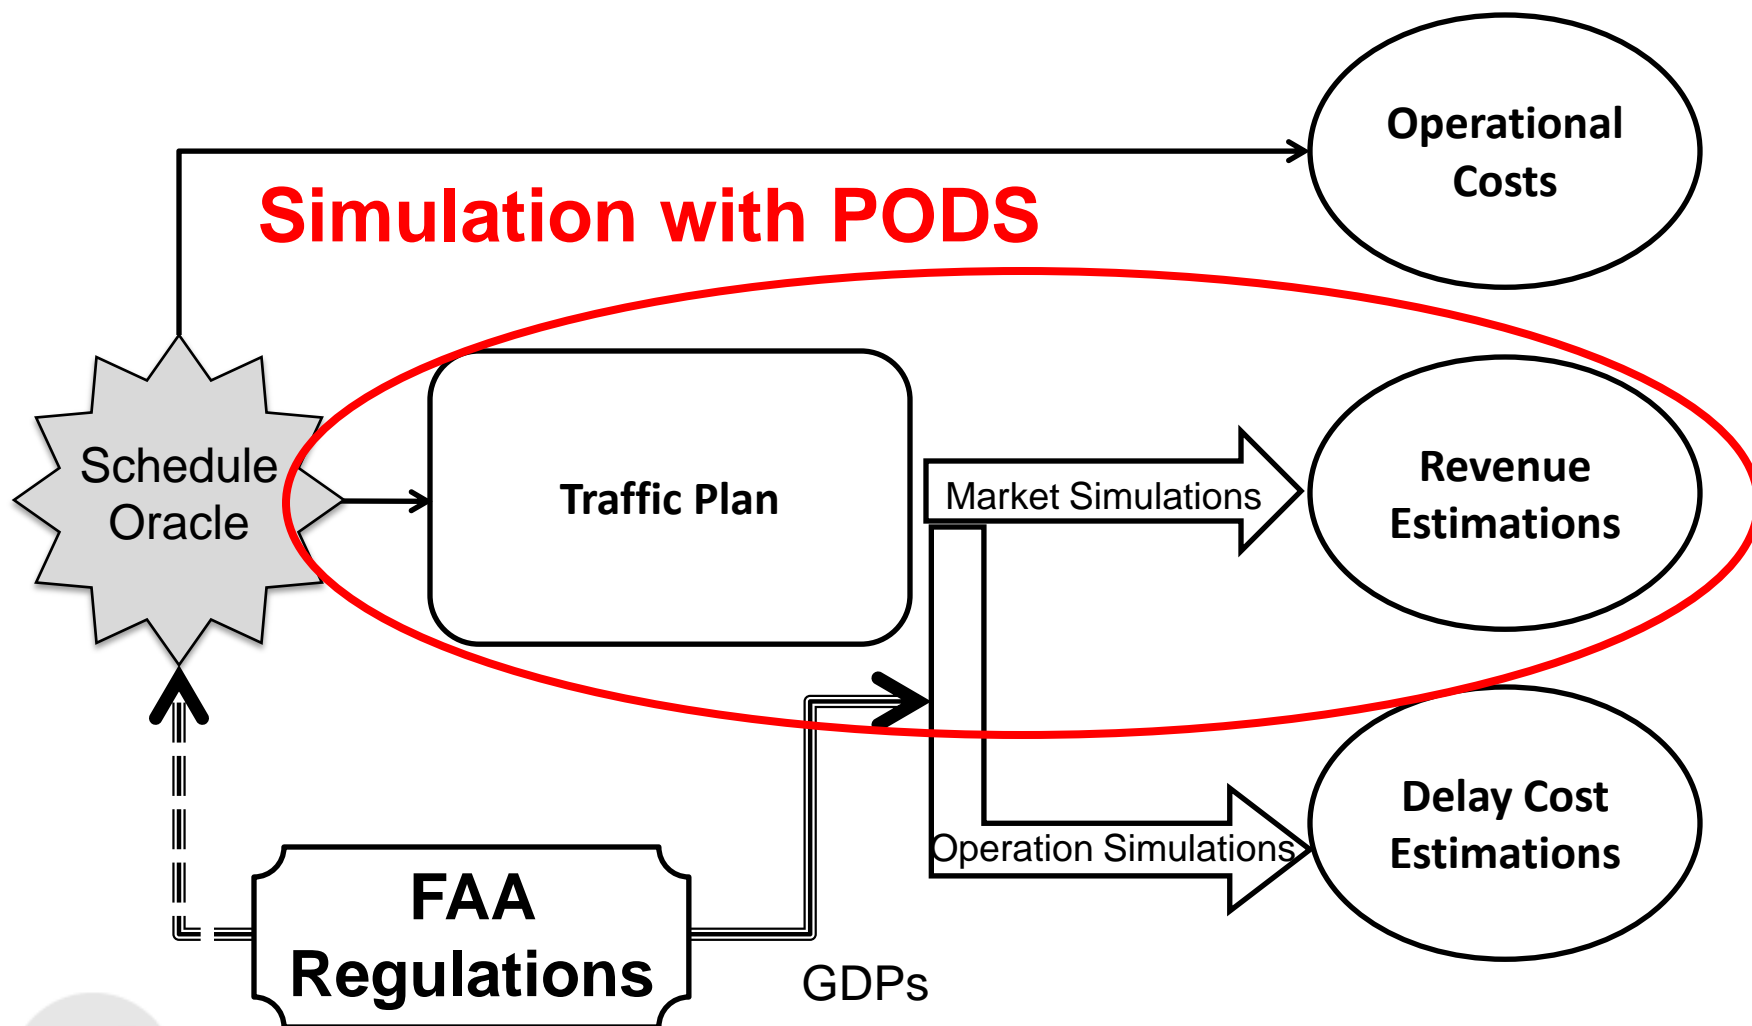 Operational
Costs
Simulation with PODS
Schedule
Oracle
Traffic Plan
Market Simulations
Revenue
Estimations
Operation Simulations
Delay Cost
Estimations
FAA
Regulations
GDPs